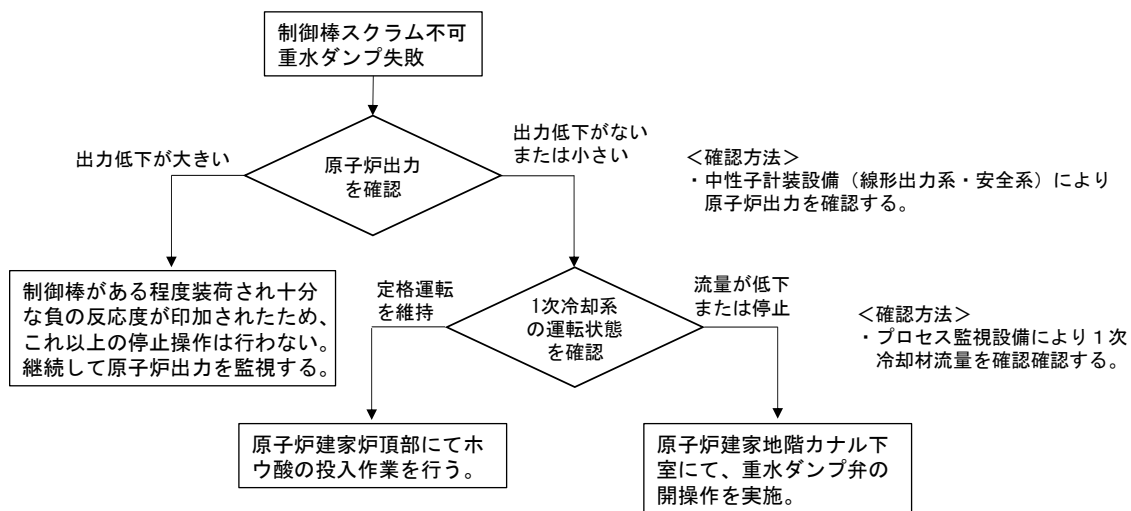 制御棒スクラム不可
重水ダンプ失敗
出力低下が大きい
原子炉出力
を確認
出力低下がない
または小さい
＜確認方法＞
・中性子計装設備（線形出力系・安全系）により
原子炉出力を確認する。
制御棒がある程度装荷され十分
な負の反応度が印加されたため、
これ以上の停止操作は行わない。
継続して原子炉出力を監視する。
定格運転
を維持
1次冷却系
の運転状態
を確認
流量が低下
または停止
＜確認方法＞
・プロセス監視設備により１次
冷却材流量を確認確認する。
原子炉建家炉頂部にてホ
ウ酸の投入作業を行う。
原子炉建家地階カナル下
室にて、重水ダンプ弁の
開操作を実施。